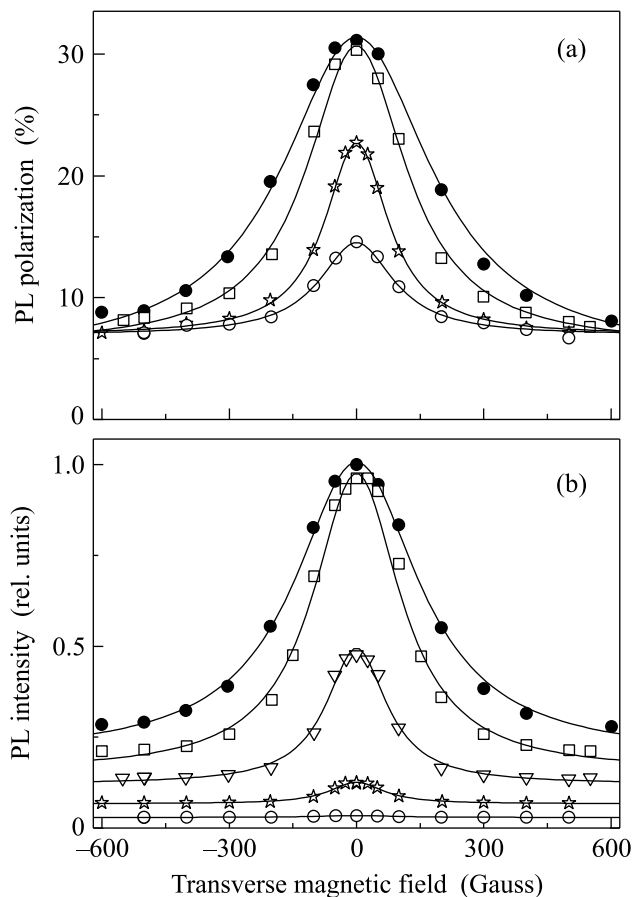 (a)
PL polarization (%)
30
20
10
0
(b)
PL intensity (rel. units)
1.0
0.5
0
–600
–300
0
300
600
Transverse magnetic field (Gauss)